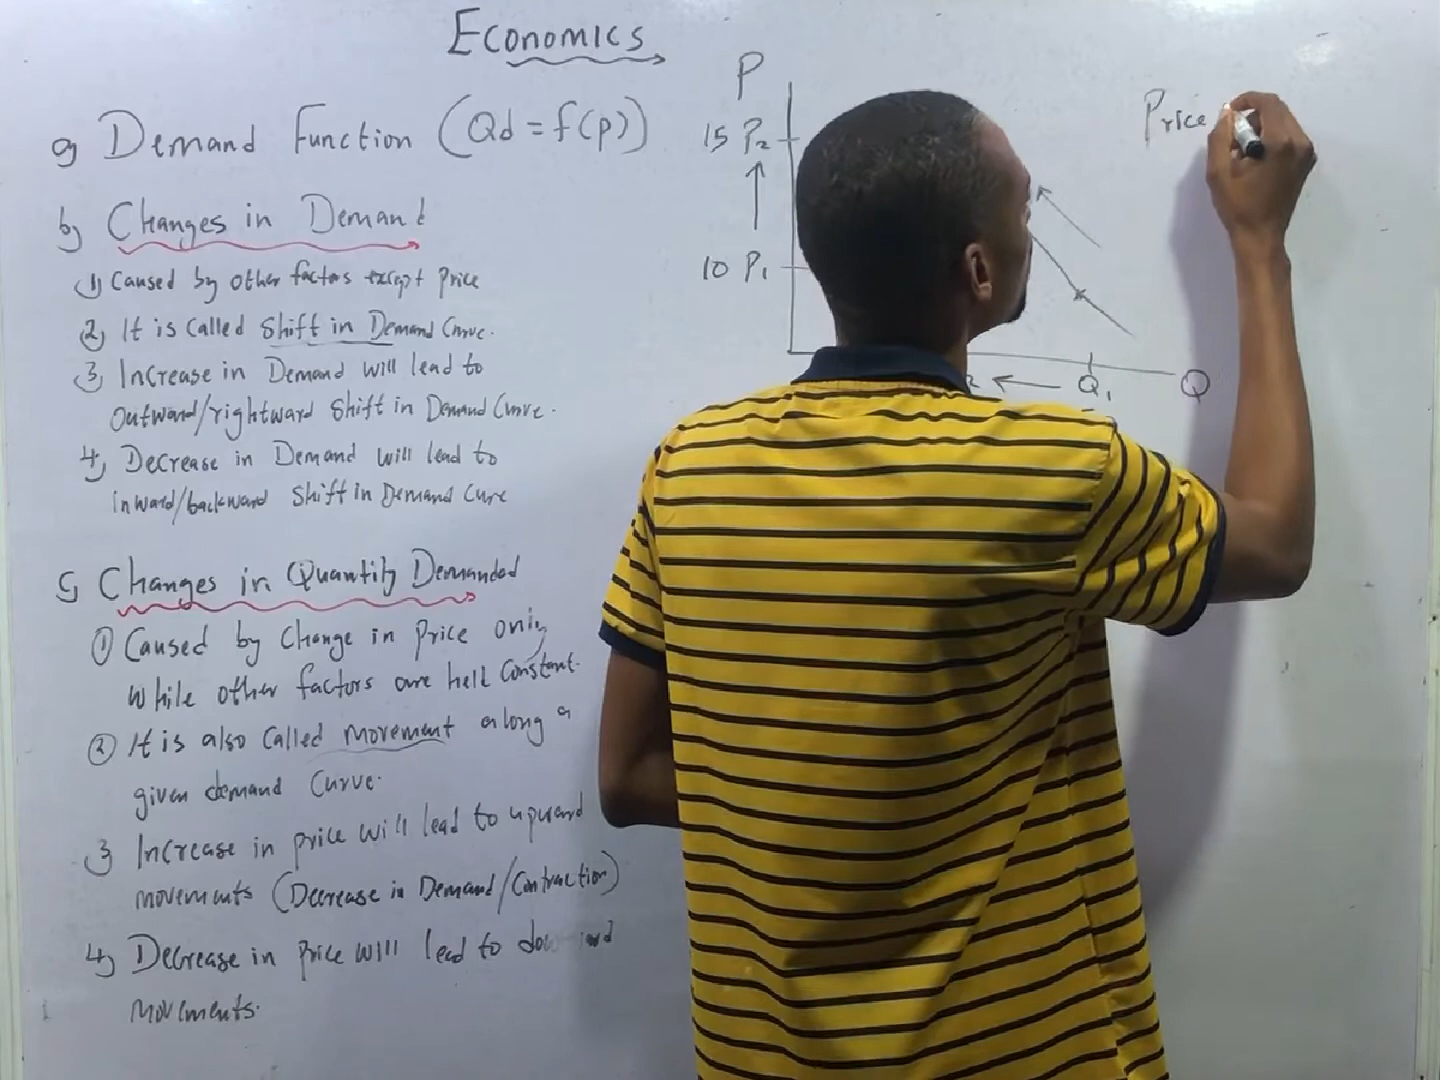 Economics
a) Demand Function (Qd = f(p))
b) Changes in Demand
1) Caused by other factors except price
2) It is called Shift in Demand Curve.
3) Increase in Demand will lead to
outward/rightward Shift in Demand Curve.
4) Decrease in Demand will lead to
inward/backward Shift in Demand Cure
c) Changes in Quantity Demanded
1) Caused by Change in Price only
while other factors are held Constant.
2) It is also called movement along a
given demand Curve.
3) Increase in price will lead to upward
movements (Decrease in Demand/Contraction)
4) Decrease in Price will lead to
movements.
P
15 P2
10 P1
2 Q1 Q
Price